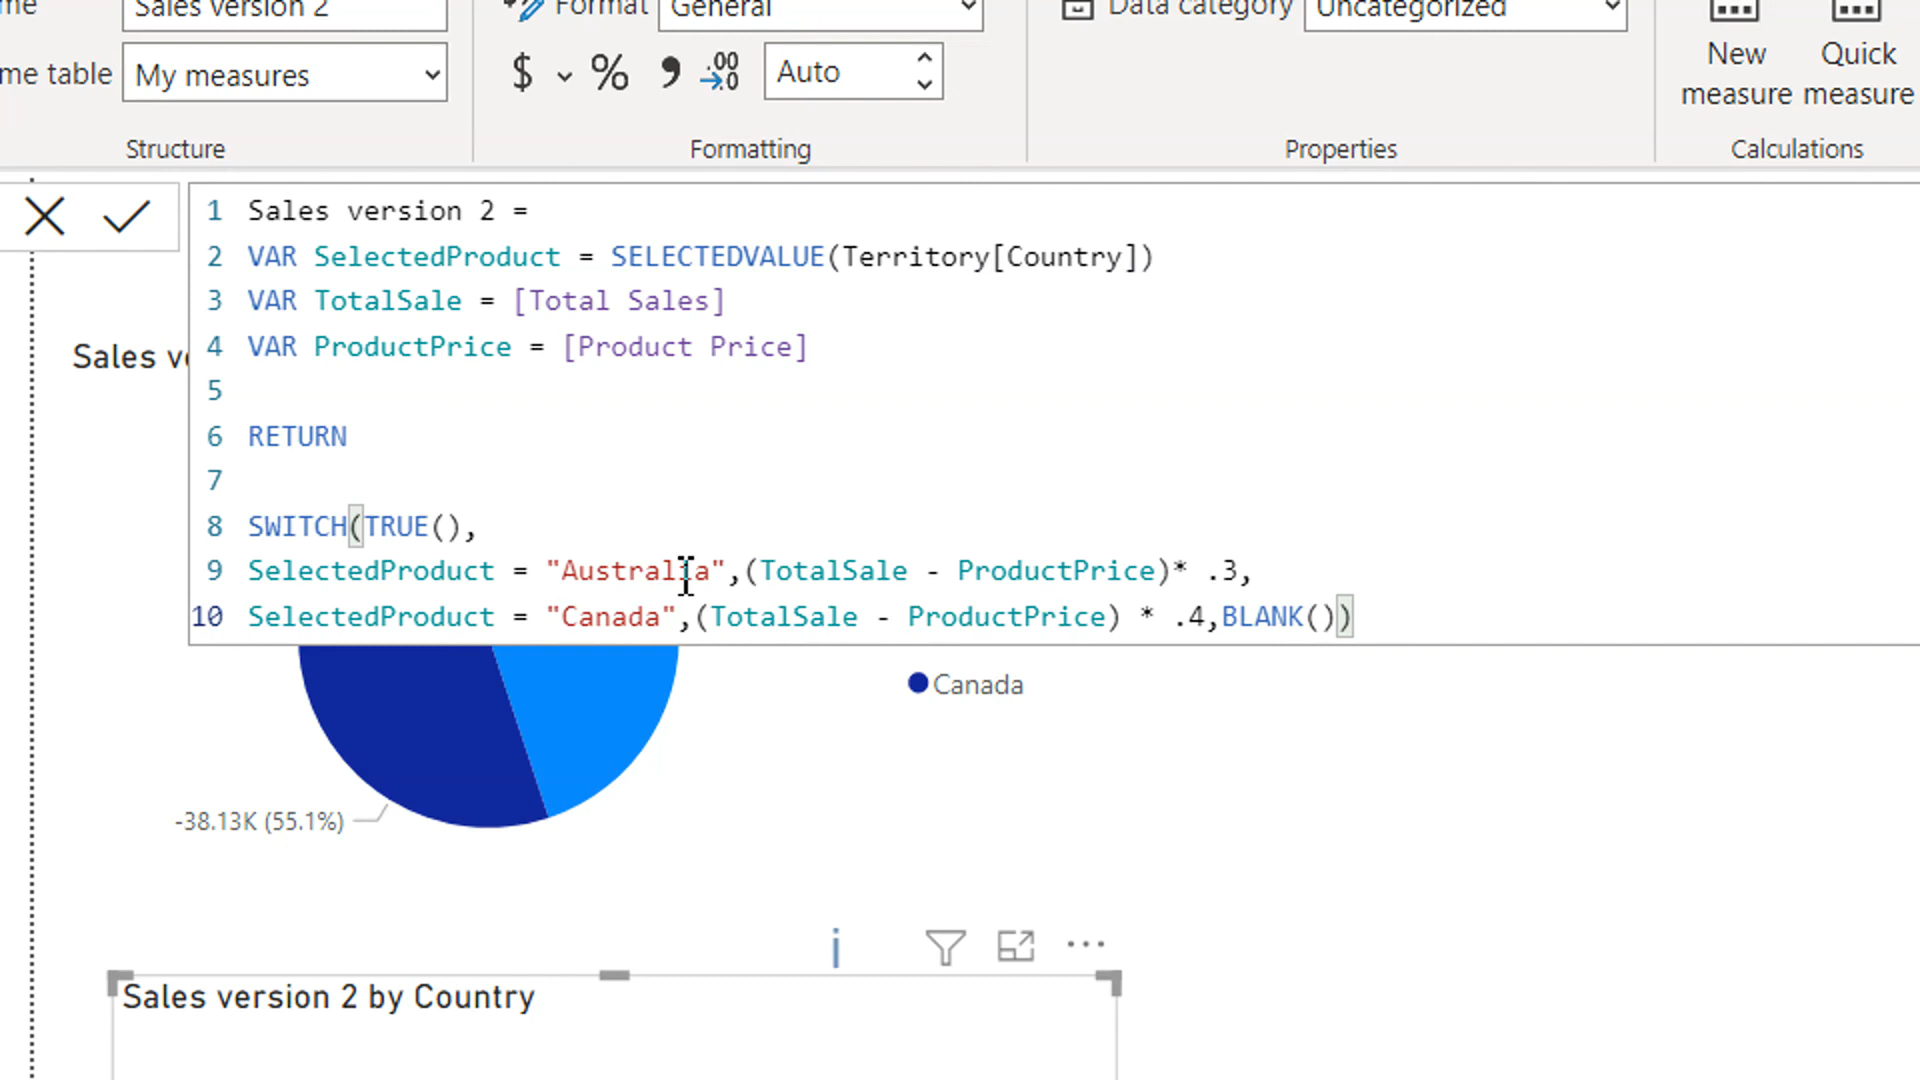 me Sales version 2 Format General Data category Uncategorized
me table My measures $ % Auto New measure Quick measure
Structure Formatting Properties Calculations
1 Sales version 2 =
2 VAR SelectedProduct = SELECTEDVALUE(Territory[Country])
3 VAR TotalSale = [Total Sales]
Sales ve
4 VAR ProductPrice = [Product Price]
5
6 RETURN
7
8 SWITCH(TRUE(),
9 SelectedProduct = "Australia",(TotalSale - ProductPrice)* .3,
10 SelectedProduct = "Canada",(TotalSale - ProductPrice) * .4,BLANK())
Canada
-38.13K (55.1%)
Sales version 2 by Country